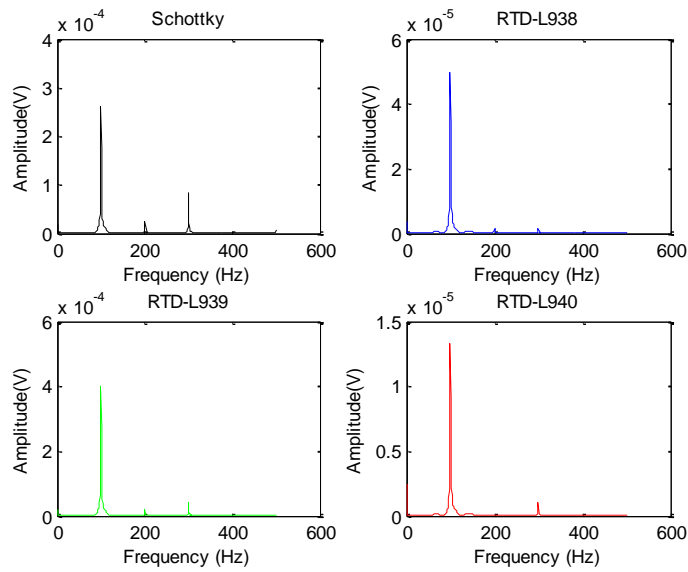 Schottky
x 10-4
4
3
2
1
0
0 200 400 600
Amplitude(V)
Frequency (Hz)
RTD-L938
x 10-5
6
4
2
0
0 200 400 600
Amplitude(V)
Frequency (Hz)
RTD-L939
x 10-4
6
4
2
0
0 200 400 600
Amplitude(V)
Frequency (Hz)
RTD-L940
x 10-5
1.5
1
0.5
0
0 200 400 600
Amplitude(V)
Frequency (Hz)